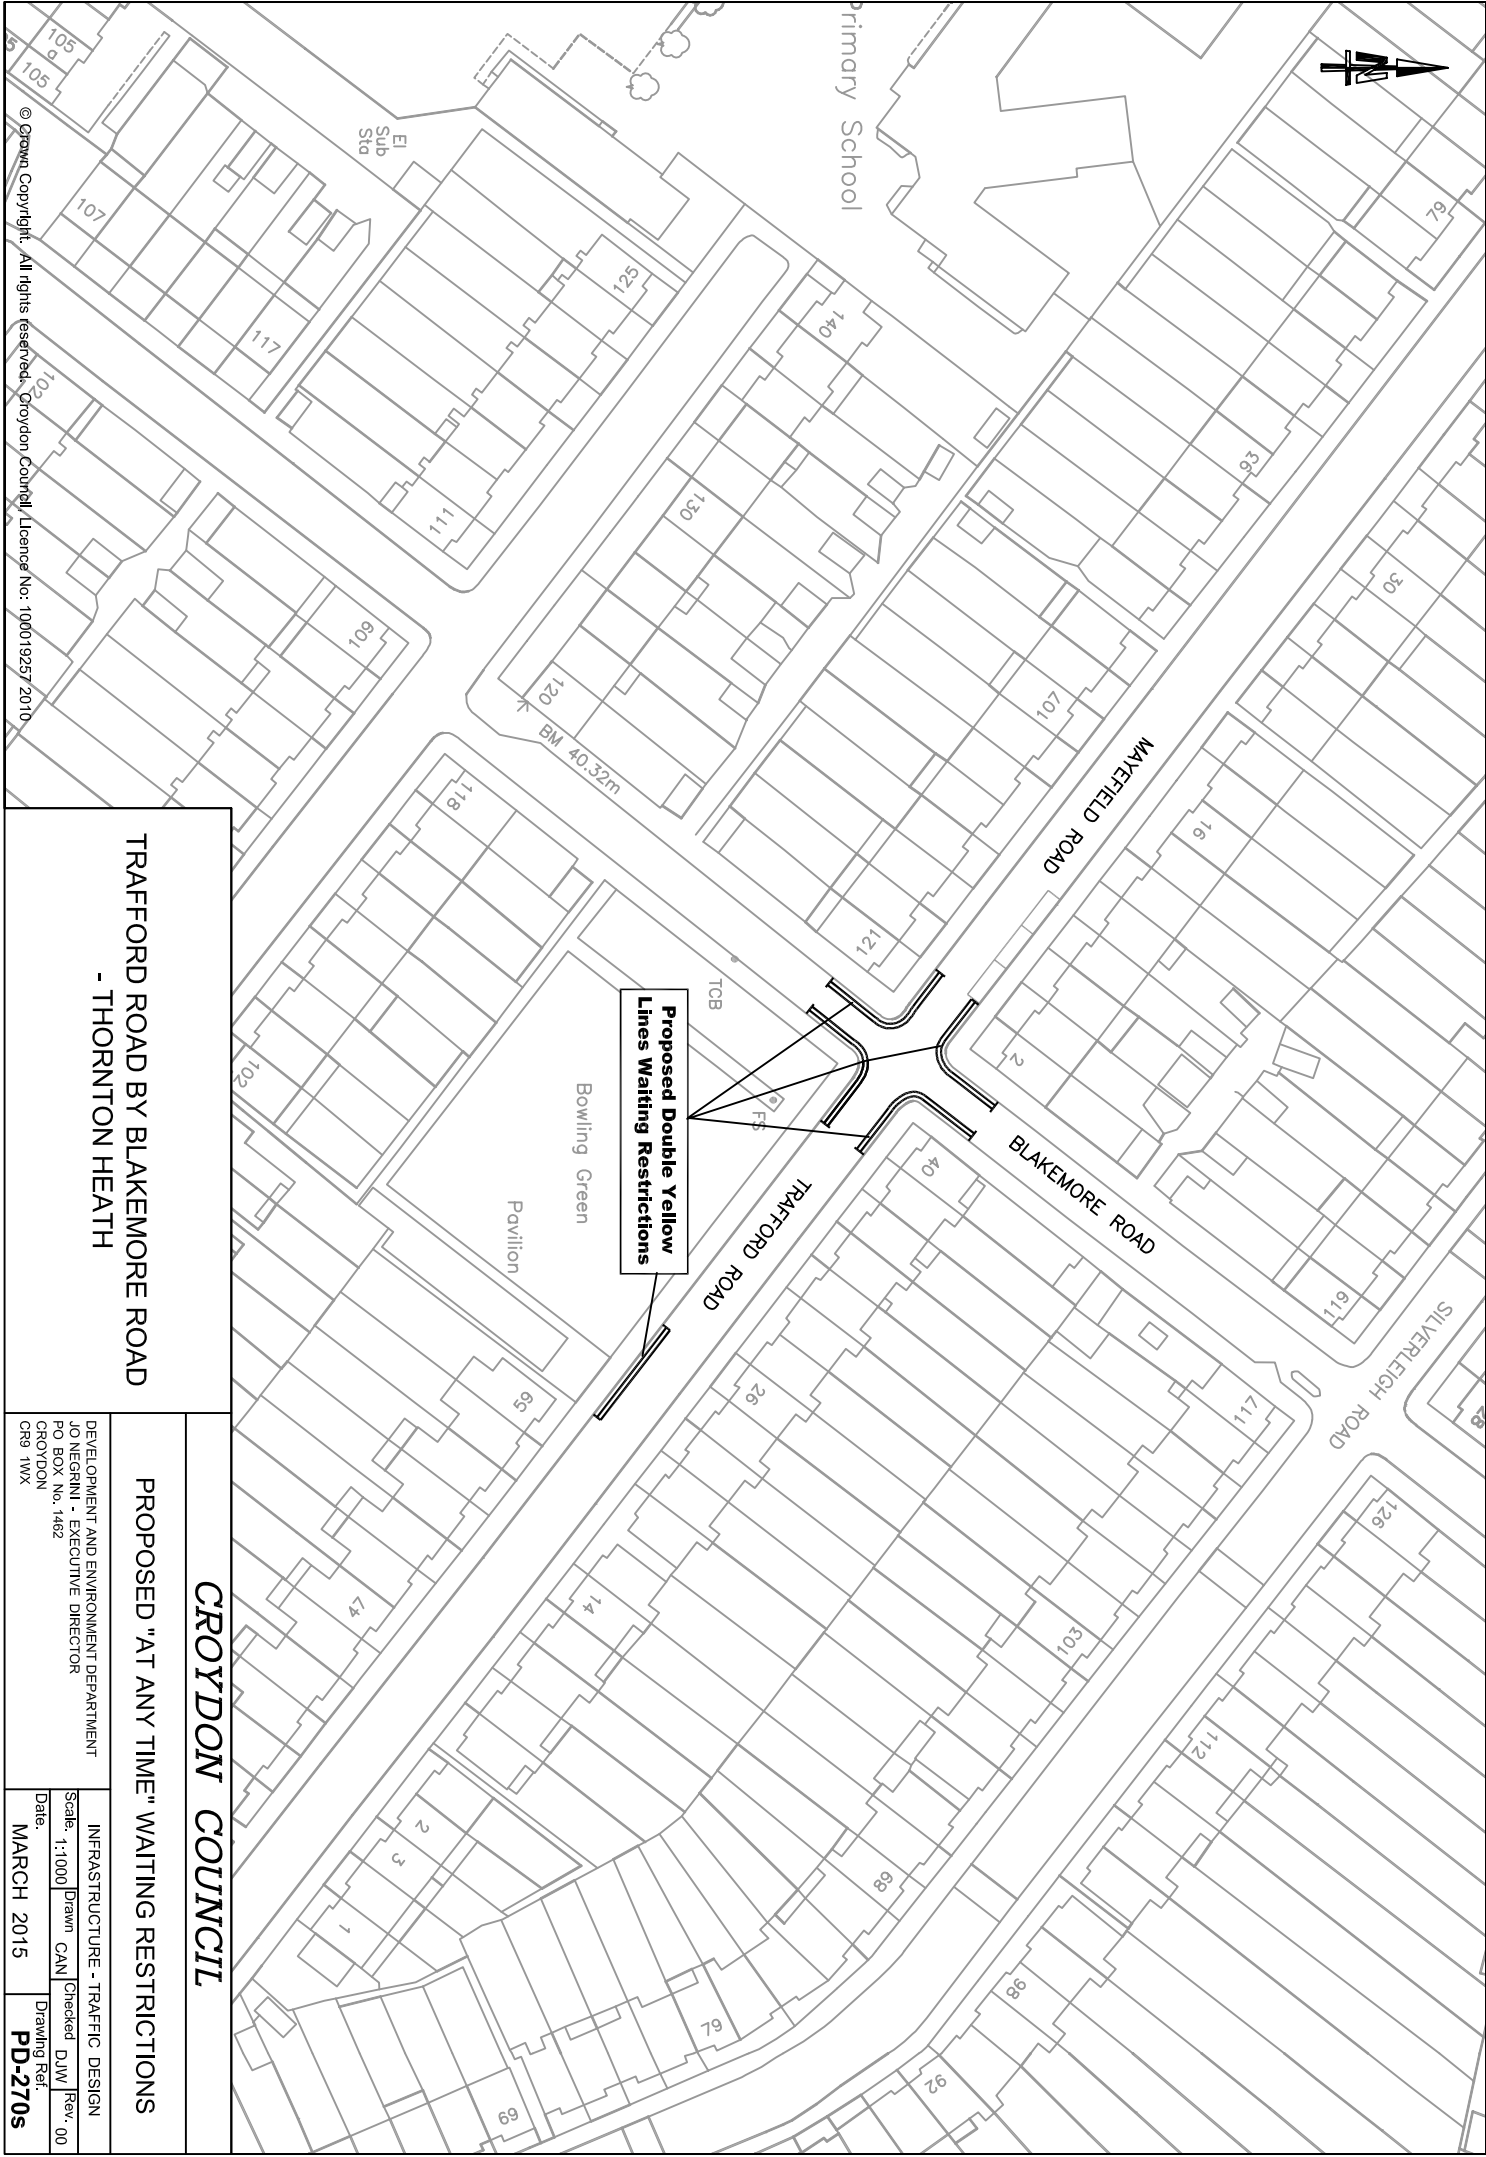 Primary School
N
79
93
107
121
30
16
2
MAYEFIELD ROAD
BLAKEMORE ROAD
TRAFFORD ROAD
SILVERLEIGH ROAD
El
Sub
Sta
105
a
105
107
117
102
125
111
140
130
120
BM 40.32m
109
118
102
TCB
FS
Bowling Green
Pavilion
Proposed Double Yellow
Lines Waiting Restrictions
40
26
14
119
117
103
126
112
98
92
89
79
69
59
47
2
3
1
© Crown Copyright. All rights reserved. Croydon Council, Licence No: 100019257 2010
TRAFFORD ROAD BY BLAKEMORE ROAD
- THORNTON HEATH
CROYDON COUNCIL
PROPOSED "AT ANY TIME" WAITING RESTRICTIONS
DEVELOPMENT AND ENVIRONMENT DEPARTMENT
JO NEGRINI - EXECUTIVE DIRECTOR
PO BOX No. 1462
CROYDON
CR9 1WX
INFRASTRUCTURE - TRAFFIC DESIGN
Scale. 1:1000 Drawn CAN Checked DJW Rev. 00
Date. MARCH 2015
Drawing Ref. PD-270s